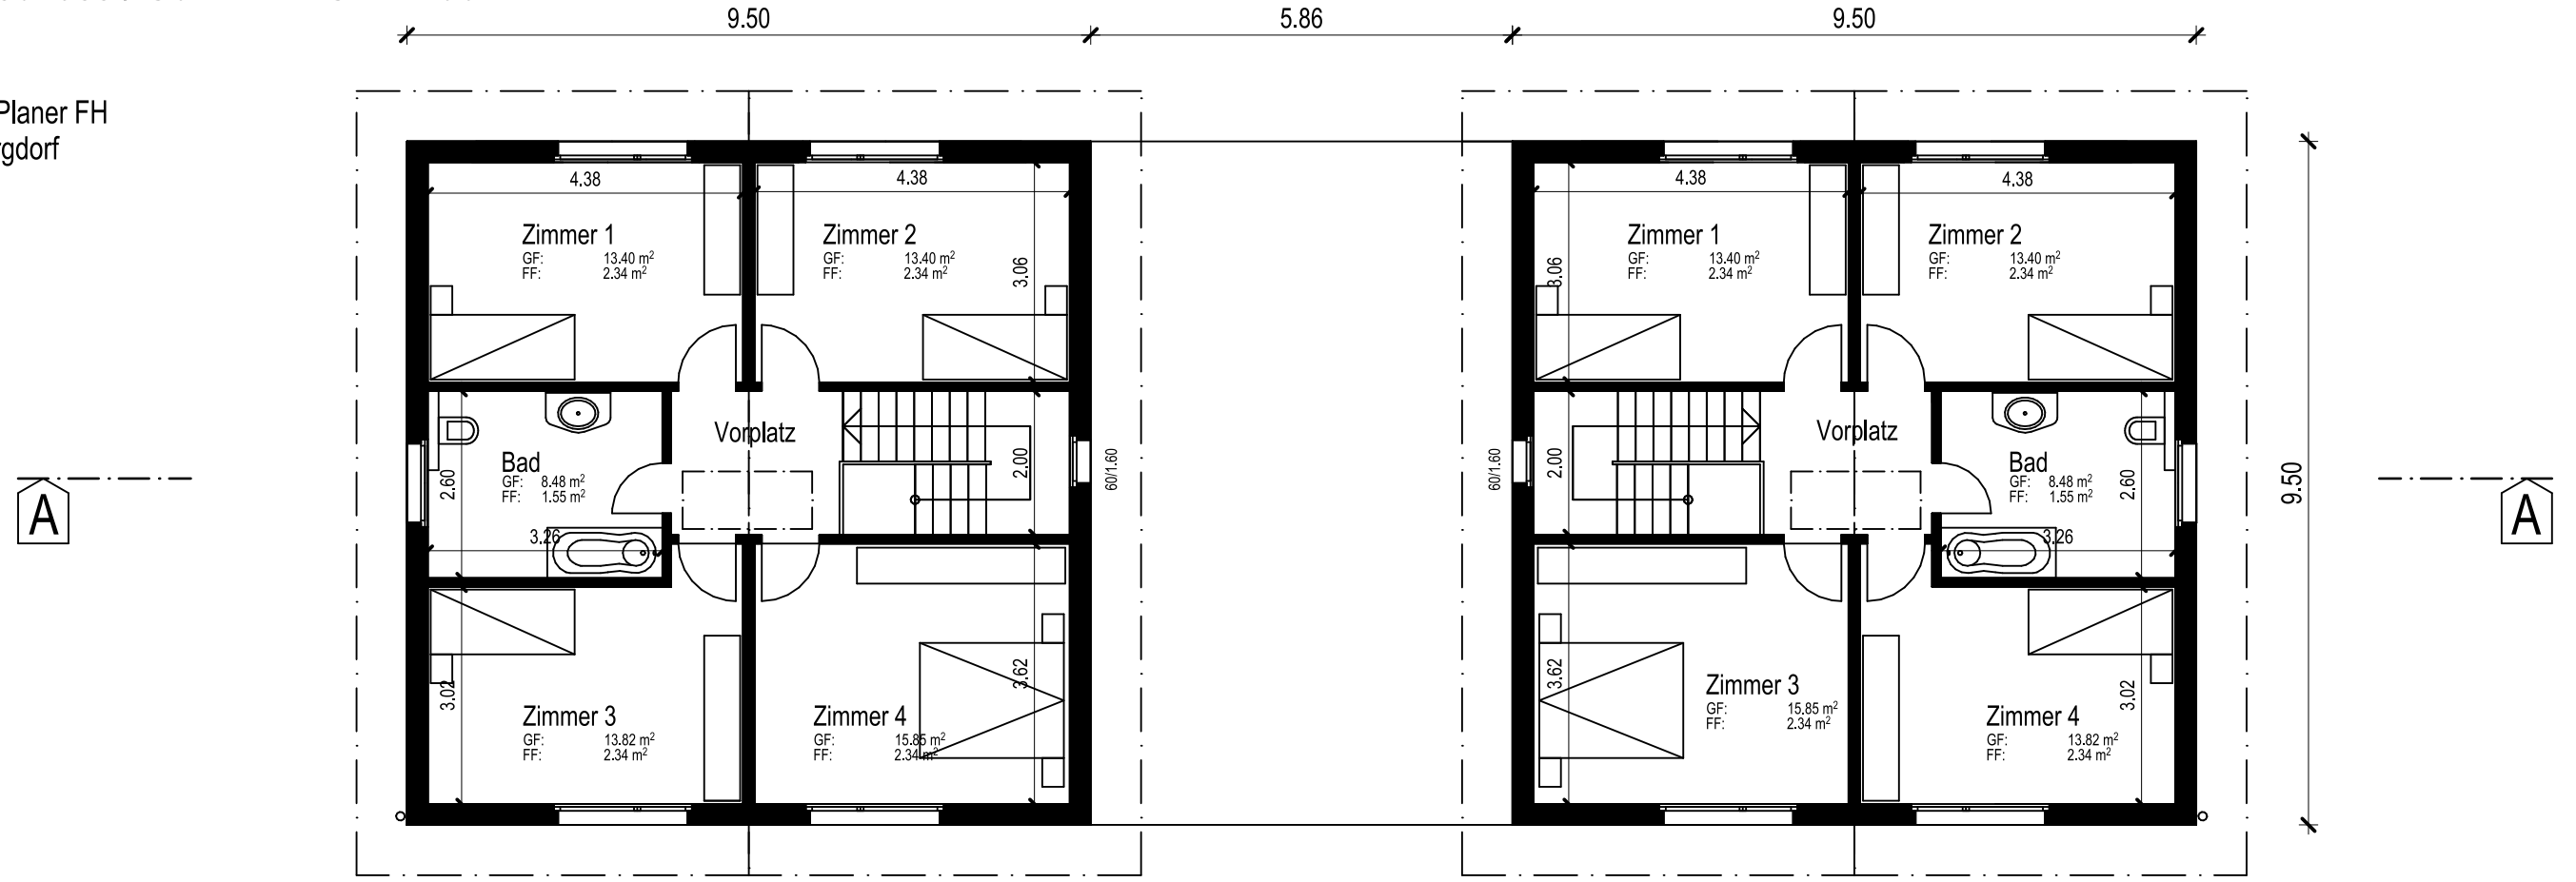 9.50 5.86 9.50
Planer FH
rgdorf
4.38 4.38 4.38 4.38
Zimmer 1
GF: 13.40 m²
FF: 2.34 m²
Zimmer 2
GF: 13.40 m²
FF: 2.34 m²
3.06
Zimmer 1
GF: 13.40 m²
FF: 2.34 m²
3.06
Zimmer 2
GF: 13.40 m²
FF: 2.34 m²
A
Bad
GF: 8.48 m²
FF: 1.55 m²
2.60
3.26
Vorplatz
2.00
60/1.60
60/1.60
2.00
Vorplatz
Bad
GF: 8.48 m²
FF: 1.55 m²
2.60
3.26
9.50
A
3.02
Zimmer 3
GF: 13.82 m²
FF: 2.34 m²
Zimmer 4
GF: 15.85 m²
FF: 2.34 m²
3.62
3.62
Zimmer 3
GF: 15.85 m²
FF: 2.34 m²
Zimmer 4
GF: 13.82 m²
FF: 2.34 m²
3.02